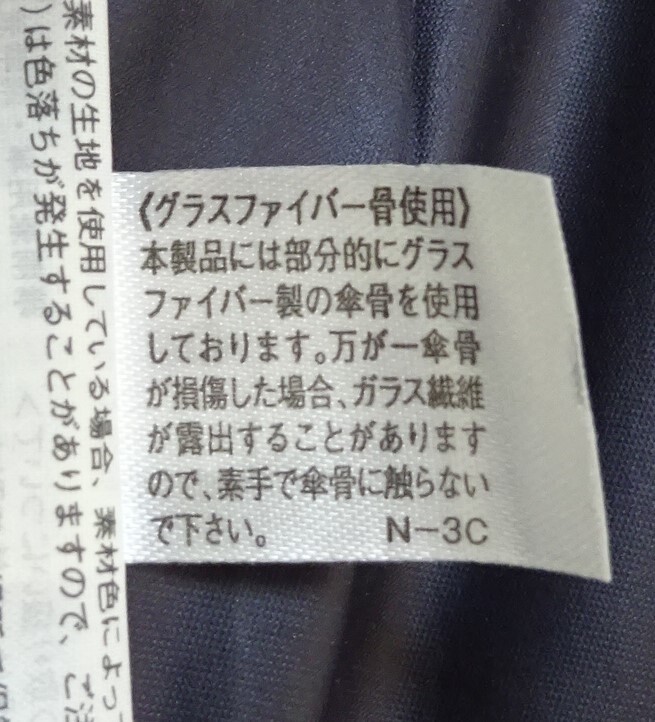 《グラスファイバー骨使用》
本製品には部分的にグラス
ファイバー製の傘骨を使用
しております。万が一傘骨
が損傷した場合、ガラス繊維
が露出することがあります
ので、素手で傘骨に触らない
で下さい。 N-3C
素材の生地を使用している場合、素材色によっ
)は色落ちが発生することがありますので、ご注